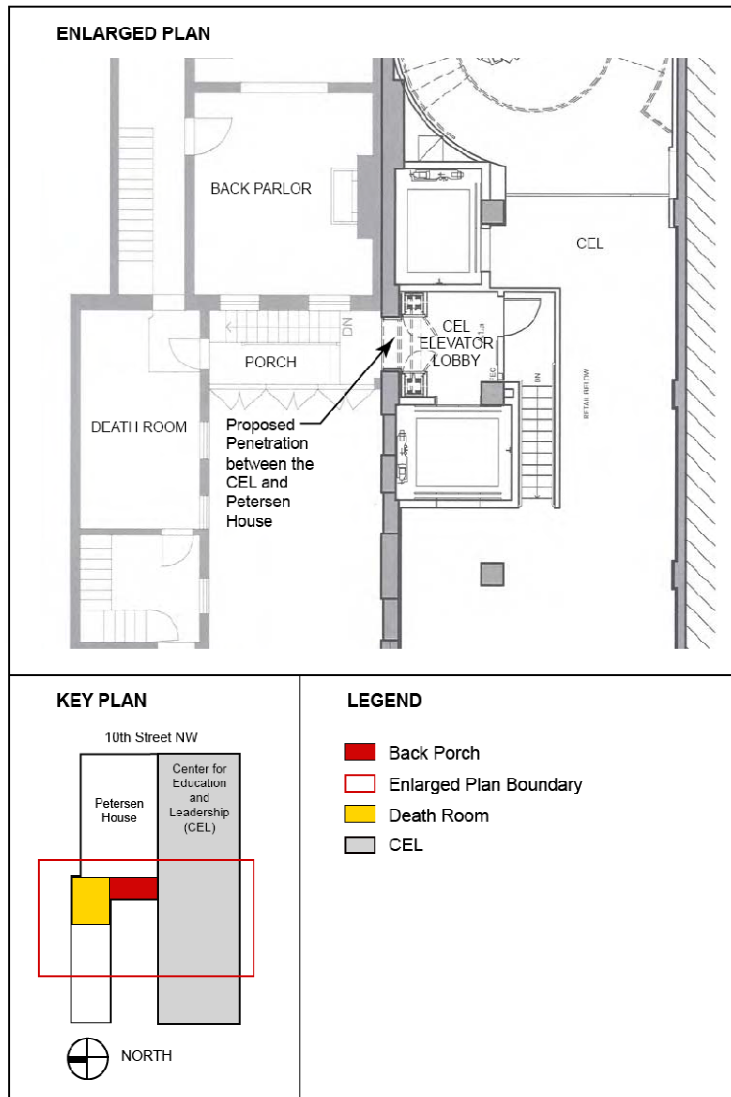 ENLARGED PLAN
BACK PARLOR
CEL
DN
CEL
ELEVATOR
LOBBY
PORCH
DEATH ROOM
DN
RETAIL BELOW
Proposed
Penetration
between the
CEL and
Petersen
House
KEY PLAN
10th Street NW
Petersen
House
Center for
Education
and
Leadership
(CEL)
NORTH
LEGEND
Back Porch
Enlarged Plan Boundary
Death Room
CEL